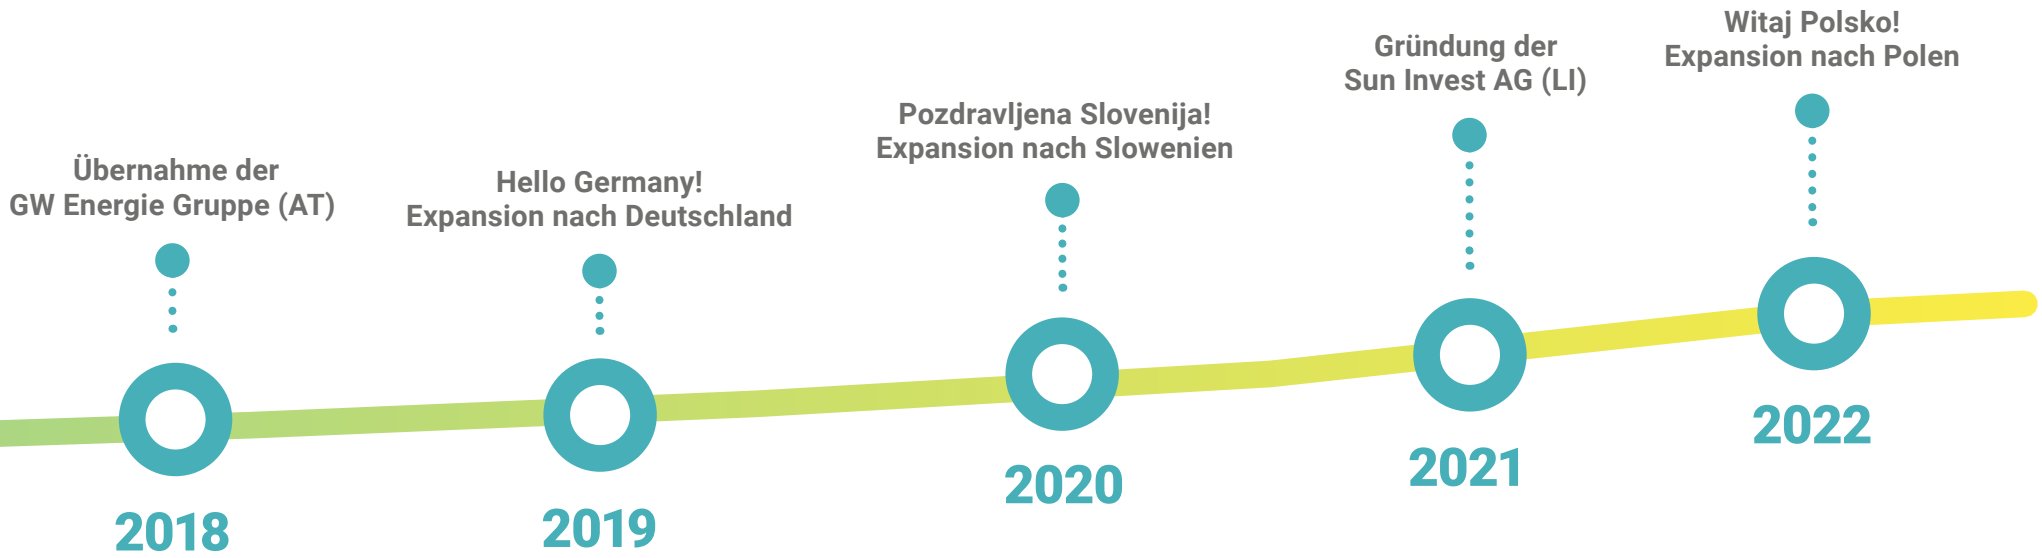 Übernahme der
GW Energie Gruppe (AT)
2018
Hello Germany!
Expansion nach Deutschland
2019
Pozdravljena Slovenija!
Expansion nach Slowenien
2020
Gründung der
Sun Invest AG (LI)
2021
Witaj Polsko!
Expansion nach Polen
2022